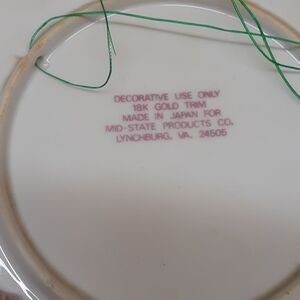 DECORATIVE USE ONLY
18K GOLD TRIM
MADE IN JAPAN FOR
MID-STATE PRODUCTS CO.
LYNCHBURG, VA. 24505